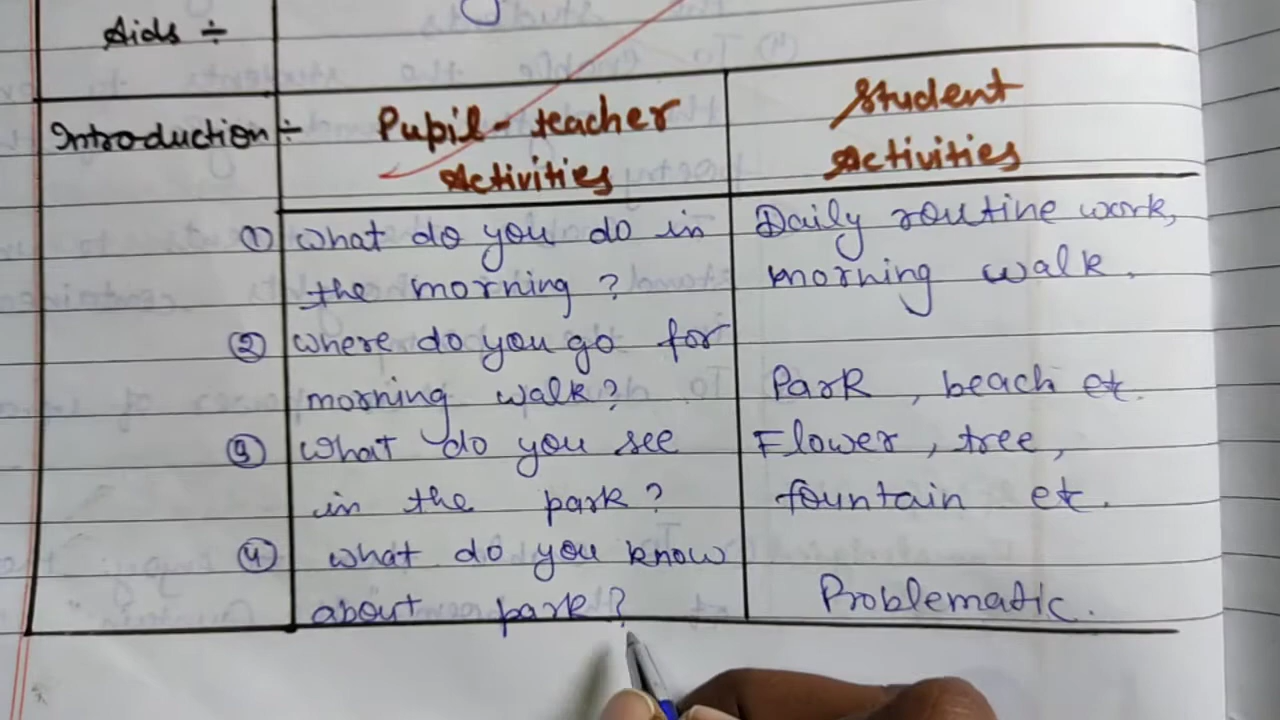 Aids ÷
Introduction ÷
Pupil-teacher
Activities
Student
Activities
① What do you do in
the morning ?
Daily routine work,
morning walk.
② where do you go for
morning walk?
Park, beach etc.
③ What do you see
in the park?
Flower, tree,
fountain etc.
④ what do you know
about park?
Problematic.